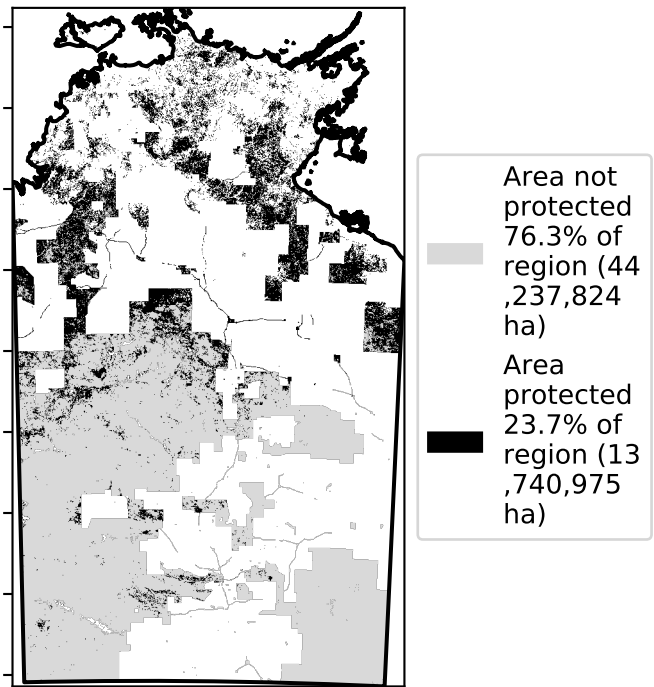 Area not
protected
76.3% of
region (44
,237,824
ha)
Area
protected
23.7% of
region (13
,740,975
ha)